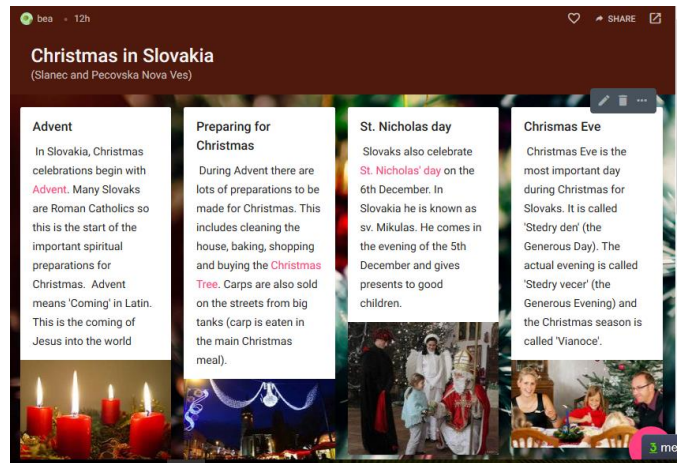 bea • 12h
SHARE
Christmas in Slovakia
(Slanec and Pecovska Nova Ves)
Advent
In Slovakia, Christmas
celebrations begin with
Advent. Many Slovaks
are Roman Catholics so
this is the start of the
important spiritual
preparations for
Christmas. Advent
means 'Coming' in Latin.
This is the coming of
Jesus into the world
Preparing for
Christmas
During Advent there are
lots of preparations to be
made for Christmas. This
includes cleaning the
house, baking, shopping
and buying the Christmas
Tree. Carps are also sold
on the streets from big
tanks (carp is eaten in
the main Christmas
meal).
St. Nicholas day
Slovaks also celebrate
St. Nicholas' day on the
6th December. In
Slovakia he is known as
sv. Mikulas. He comes in
the evening of the 5th
December and gives
presents to good
children.
Chrismas Eve
Christmas Eve is the
most important day
during Christmas for
Slovaks. It is called
'Stedry den' (the
Generous Day). The
actual evening is called
'Stedry vecer' (the
Generous Evening) and
the Christmas season is
called 'Vianoce'.
3 me